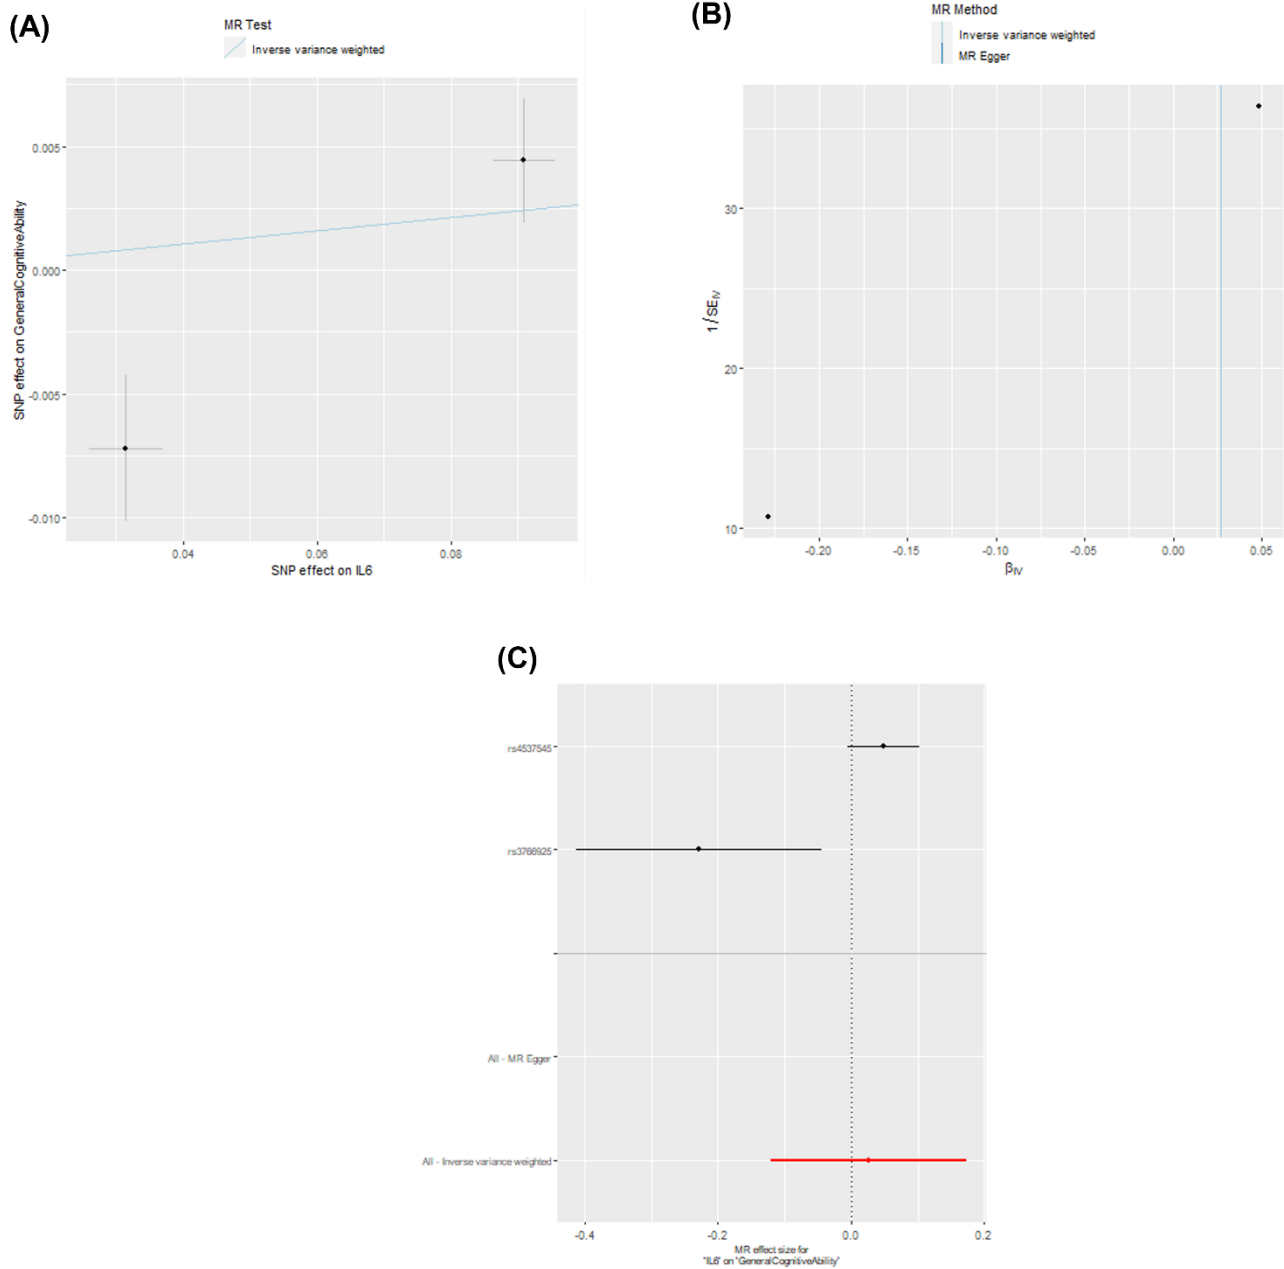 (A)
MR Test
Inverse variance weighted
0.005
0.000
-0.005
-0.010
SNP effect on GeneralCognitiveAbility
0.04
0.06
0.08
SNP effect on IL6
(B)
MR Method
Inverse variance weighted
MR Egger
30
20
10
1 / SE_IV
-0.20
-0.15
-0.10
-0.05
0.00
0.05
β_IV
(C)
rs4537545
rs3766925
All - MR Egger
All - Inverse variance weighted
-0.4
-0.2
0.0
0.2
MR effect size for
'IL6' on 'GeneralCognitiveAbility'